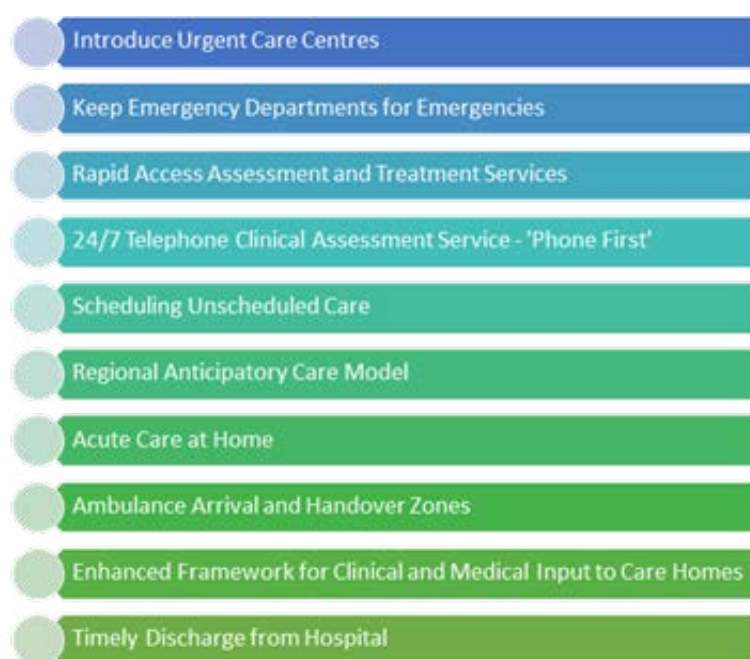 Introduce Urgent Care Centres
Keep Emergency Departments for Emergencies
Rapid Access Assessment and Treatment Services
24/7 Telephone Clinical Assessment Service - 'Phone First'
Scheduling Unscheduled Care
Regional Anticipatory Care Model
Acute Care at Home
Ambulance Arrival and Handover Zones
Enhanced Framework for Clinical and Medical Input to Care Homes
Timely Discharge from Hospital